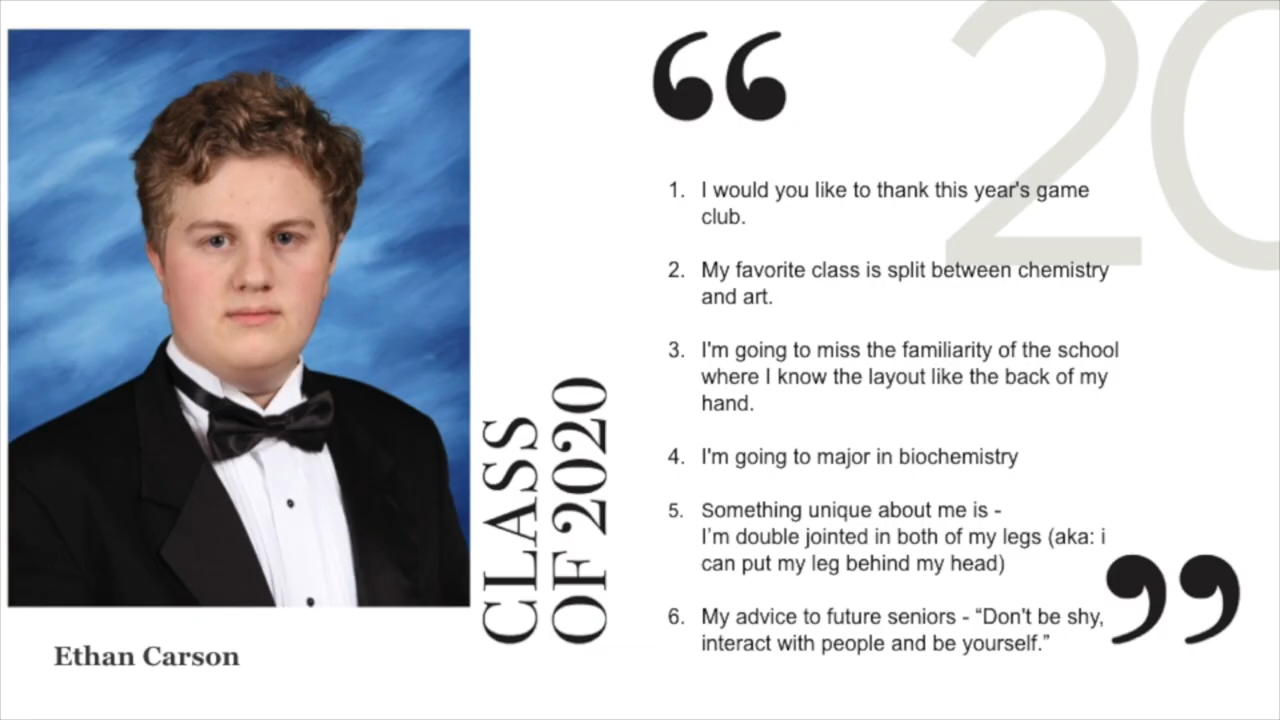 20
“
1. I would you like to thank this year's game
club.
2. My favorite class is split between chemistry
and art.
3. I'm going to miss the familiarity of the school
where I know the layout like the back of my
hand.
4. I'm going to major in biochemistry
5. Something unique about me is -
I’m double jointed in both of my legs (aka: i
can put my leg behind my head)
6. My advice to future seniors - “Don't be shy,
interact with people and be yourself.”
”
CLASS
OF 2020
Ethan Carson